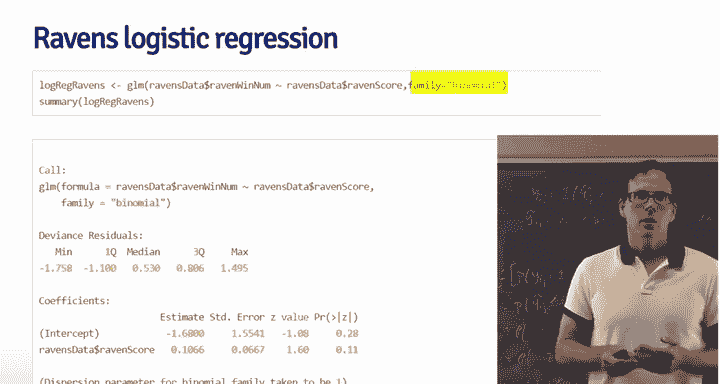 Ravens logistic regression
logRegRavens <- glm(ravensData$ravenWinNum ~ ravensData$ravenScore,family="binomial")
summary(logRegRavens)
Call:
glm(formula = ravensData$ravenWinNum ~ ravensData$ravenScore,
family = "binomial")
Deviance Residuals:
Min 1Q Median 3Q Max
-1.758 -1.100 0.530 0.806 1.495
Coefficients:
Estimate Std. Error z value Pr(>|z|)
(Intercept) -1.6800 1.5541 -1.08 0.28
ravensData$ravenScore 0.1066 0.0667 1.60 0.11
(Dispersion parameter for binomial family taken to be 1)